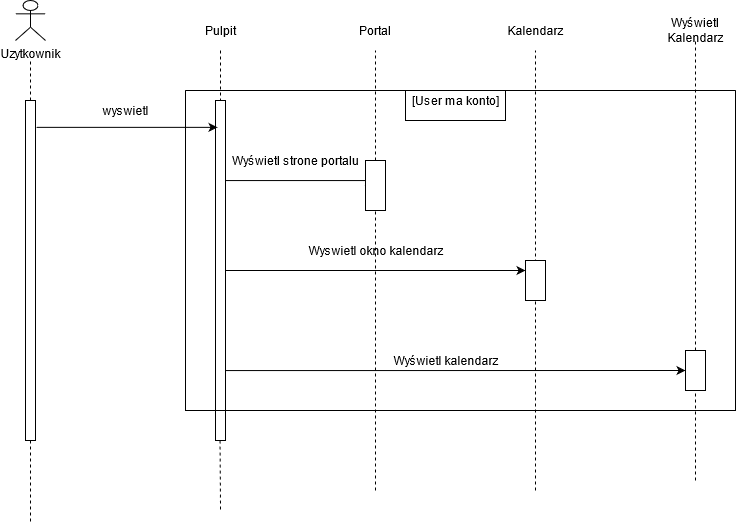 Uzytkownik
Pulpit
Portal
Kalendarz
Wyświetl
Kalendarz
[User ma konto]
wyswietl
Wyświetl strone portalu
Wyswietl okno kalendarz
Wyświetl kalendarz